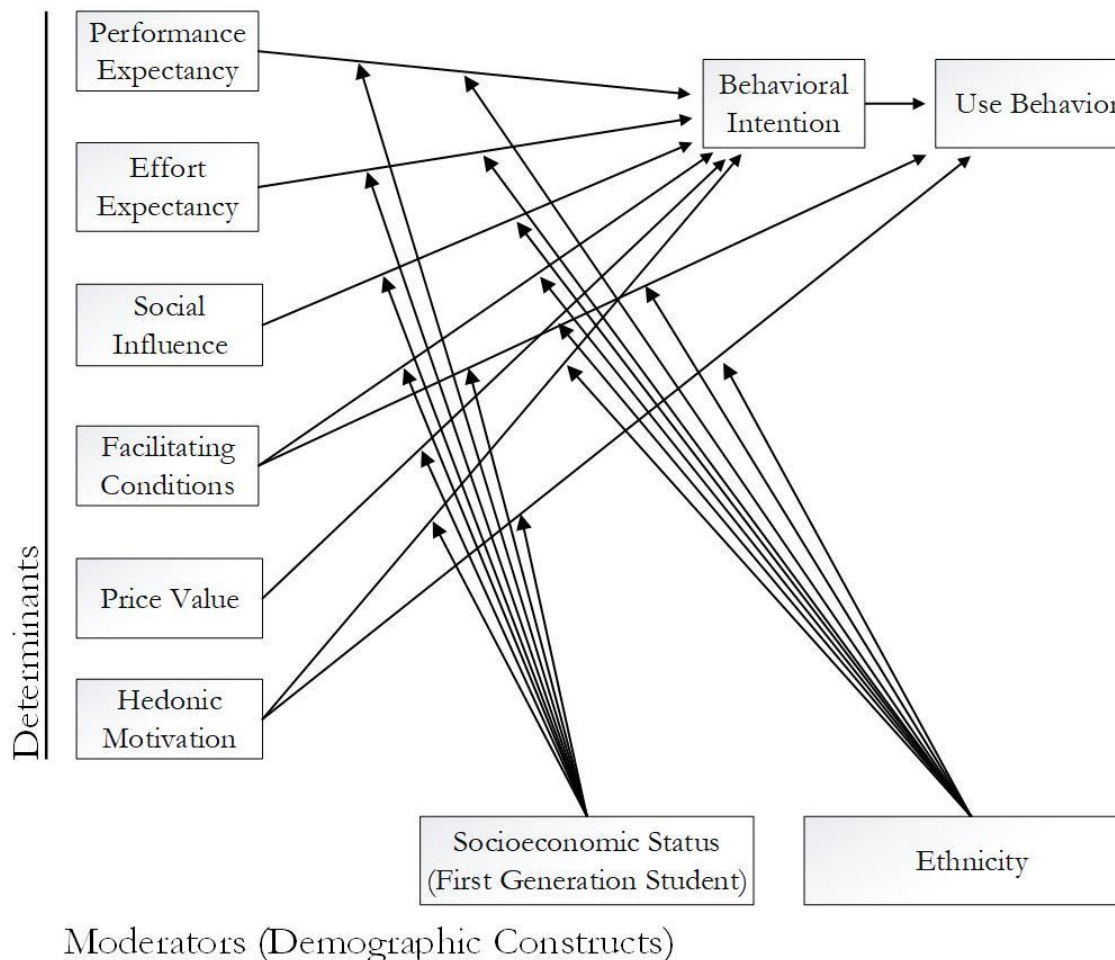 Performance
Expectancy
Behavioral
Intention
Use Behavior
Effort
Expectancy
Social
Influence
Facilitating
Conditions
Price Value
Hedonic
Motivation
Determinants
Socioeconomic Status
(First Generation Student)
Ethnicity
Moderators (Demographic Constructs)